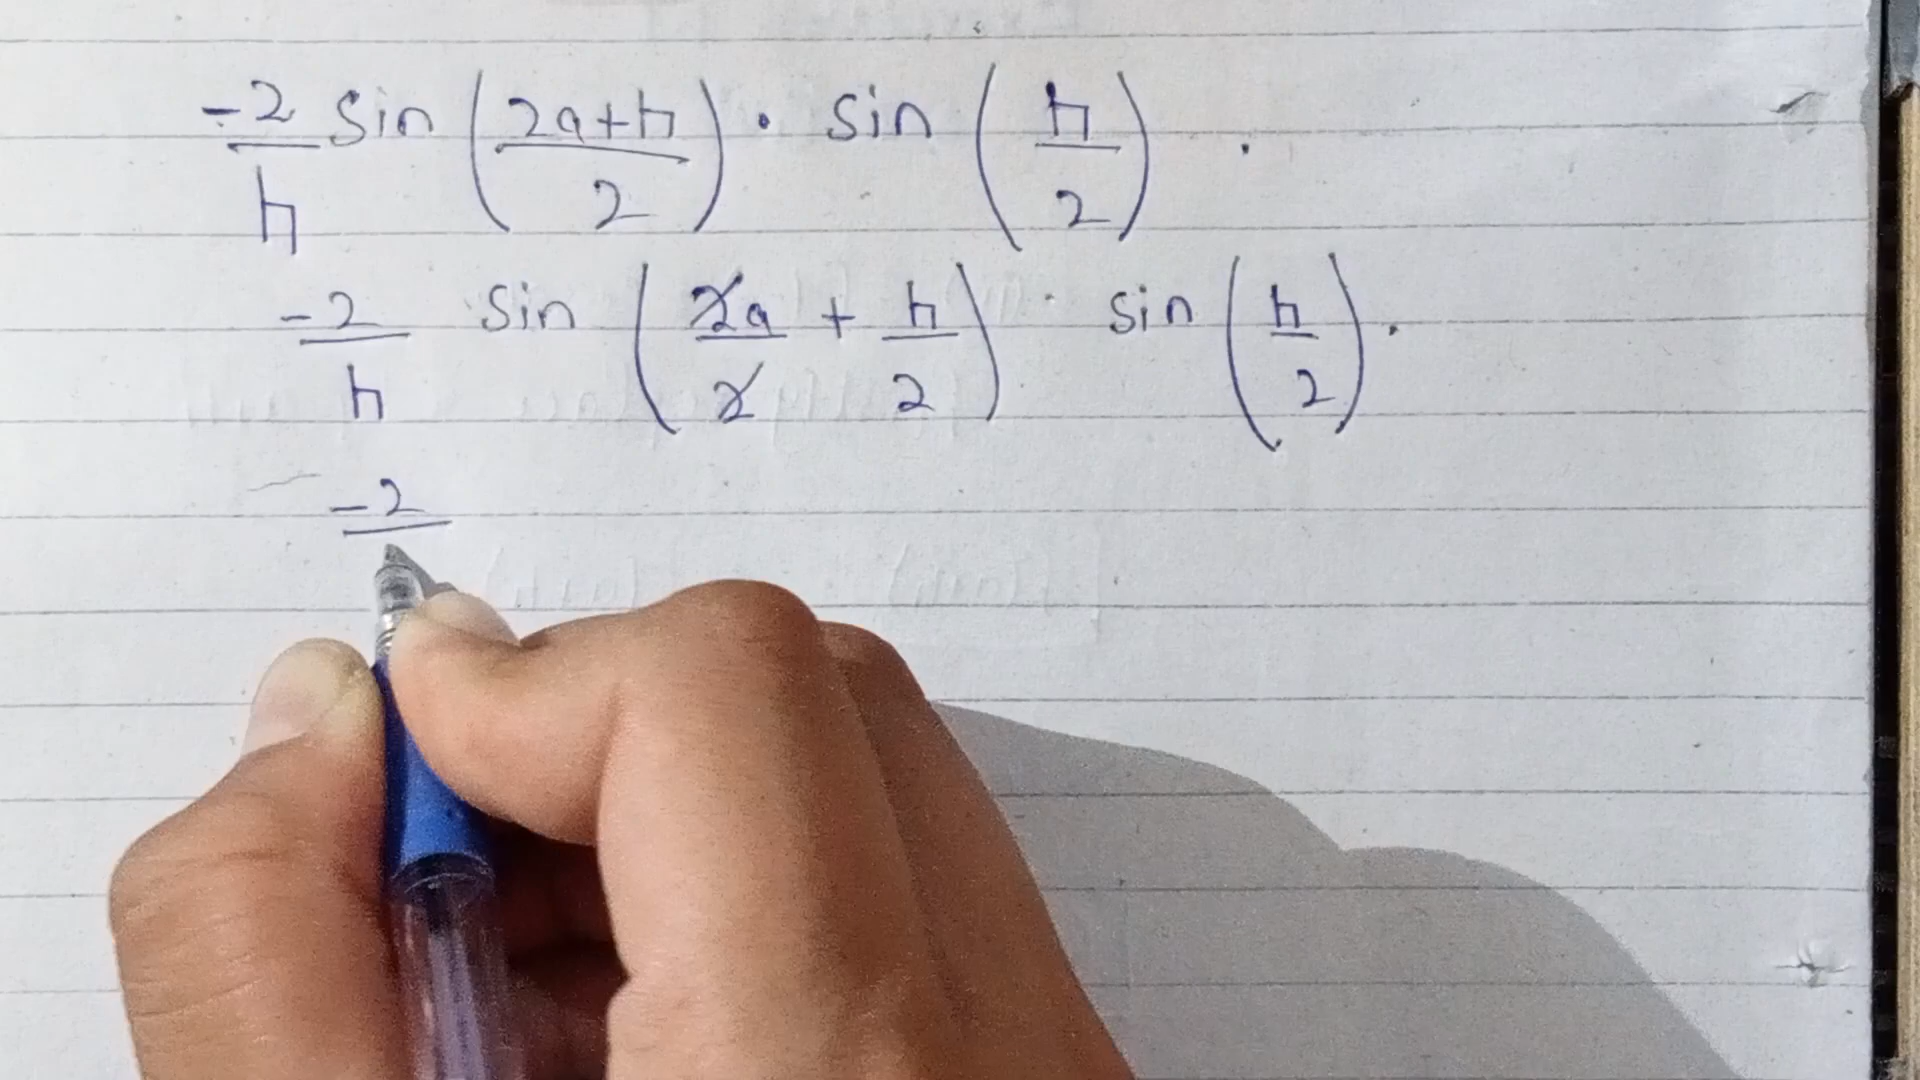 -2/h sin (2a+h/2) · sin (h/2) .
-2/h sin (2a/2 + h/2) · sin (h/2) .
-2